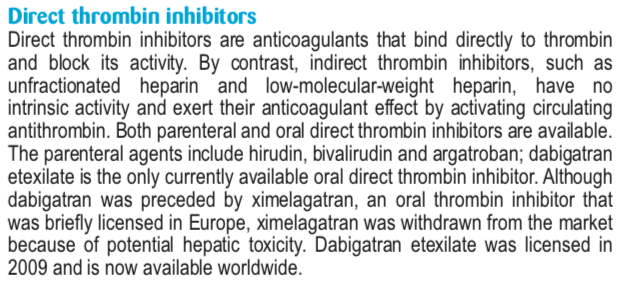 Direct thrombin inhibitors
Direct thrombin inhibitors are anticoagulants that bind directly to thrombin
and block its activity. By contrast, indirect thrombin inhibitors, such as
unfractionated heparin and low-molecular-weight heparin, have no
intrinsic activity and exert their anticoagulant effect by activating circulating
antithrombin. Both parenteral and oral direct thrombin inhibitors are available.
The parenteral agents include hirudin, bivalirudin and argatroban; dabigatran
etexilate is the only currently available oral direct thrombin inhibitor. Although
dabigatran was preceded by ximelagatran, an oral thrombin inhibitor that
was briefly licensed in Europe, ximelagatran was withdrawn from the market
because of potential hepatic toxicity. Dabigatran etexilate was licensed in
2009 and is now available worldwide.